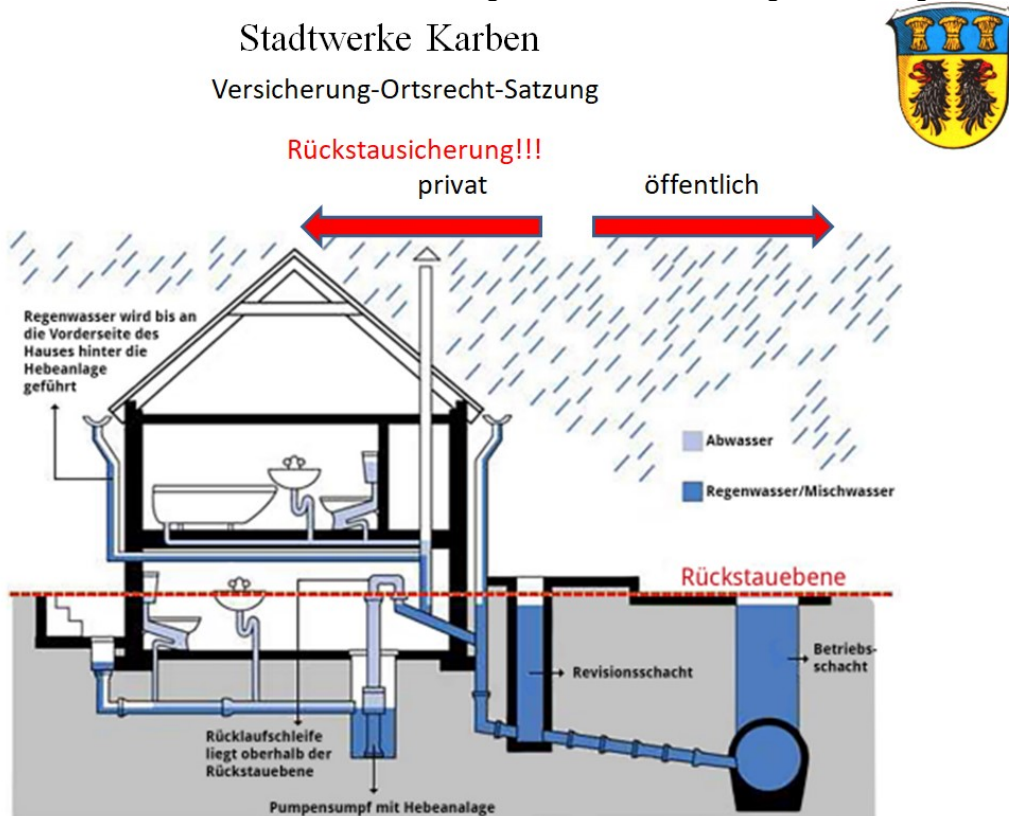 Stadtwerke Karben
Versicherung-Ortsrecht-Satzung
Rückstausicherung!!!
privat
öffentlich
Regenwasser wird bis an
die Vorderseite des
Hauses hinter die
Hebeanlage
geführt
Abwasser
Regenwasser/Mischwasser
Rückstauebene
Betriebs-
schacht
Revisionsschacht
Rücklaufschleife
liegt oberhalb der
Rückstauebene
Pumpensumpf mit Hebeanalage